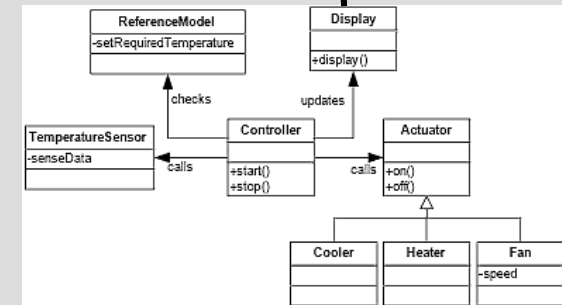 ReferenceModel
-setRequiredTemperature
Display
+display()
checks
updates
TemperatureSensor
-senseData
Controller
+start()
+stop()
Actuator
+on()
+off()
calls
calls
Cooler
Heater
Fan
-speed